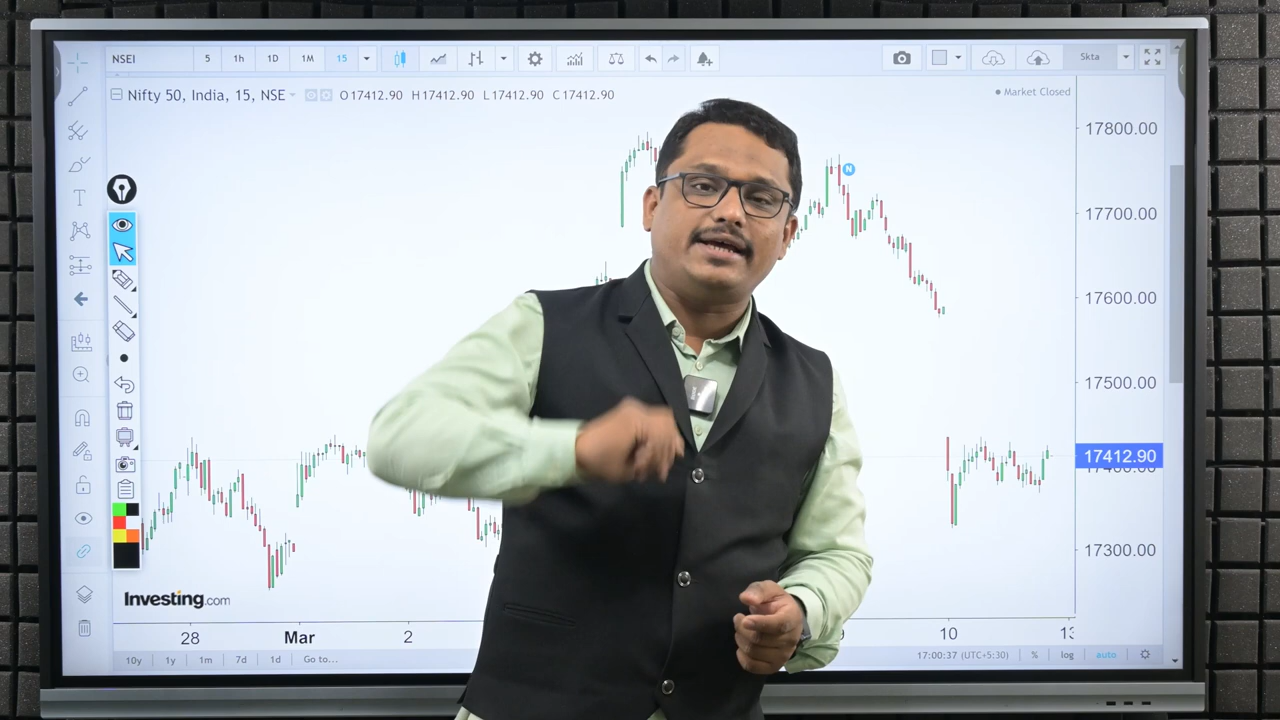 NSEI 5 1h 1D 1M 15 5kta
Nifty 50, India, 15, NSE O17412.90 H17412.90 L17412.90 C17412.90 Market Closed
17800.00
N
17700.00
17600.00
17500.00
17412.90
17300.00
Investing.com
28 Mar 2 10 13
10y 1y 1m 7d 1d Go to... 17:00:37 (UTC+5:30) % log auto